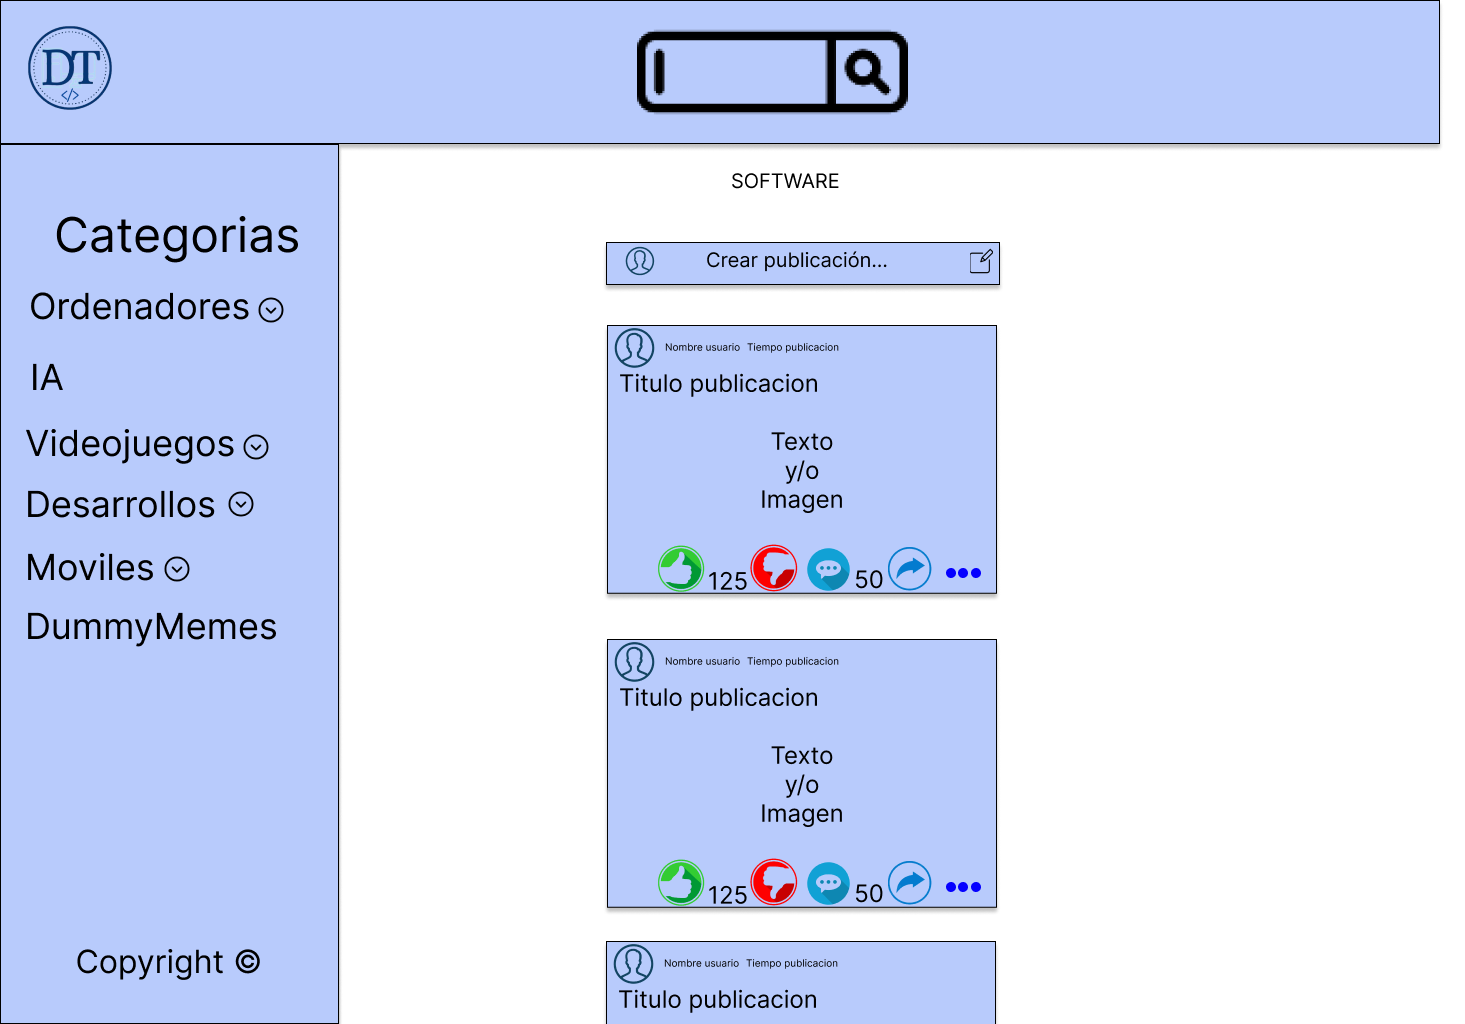 DT
</>
SOFTWARE
Categorias
Ordenadores
IA
Videojuegos
Desarrollos
Moviles
DummyMemes
Copyright ©
Crear publicación...
Nombre usuario Tiempo publicacion
Titulo publicacion
Texto
y/o
Imagen
125 50
Nombre usuario Tiempo publicacion
Titulo publicacion
Texto
y/o
Imagen
125 50
Nombre usuario Tiempo publicacion
Titulo publicacion